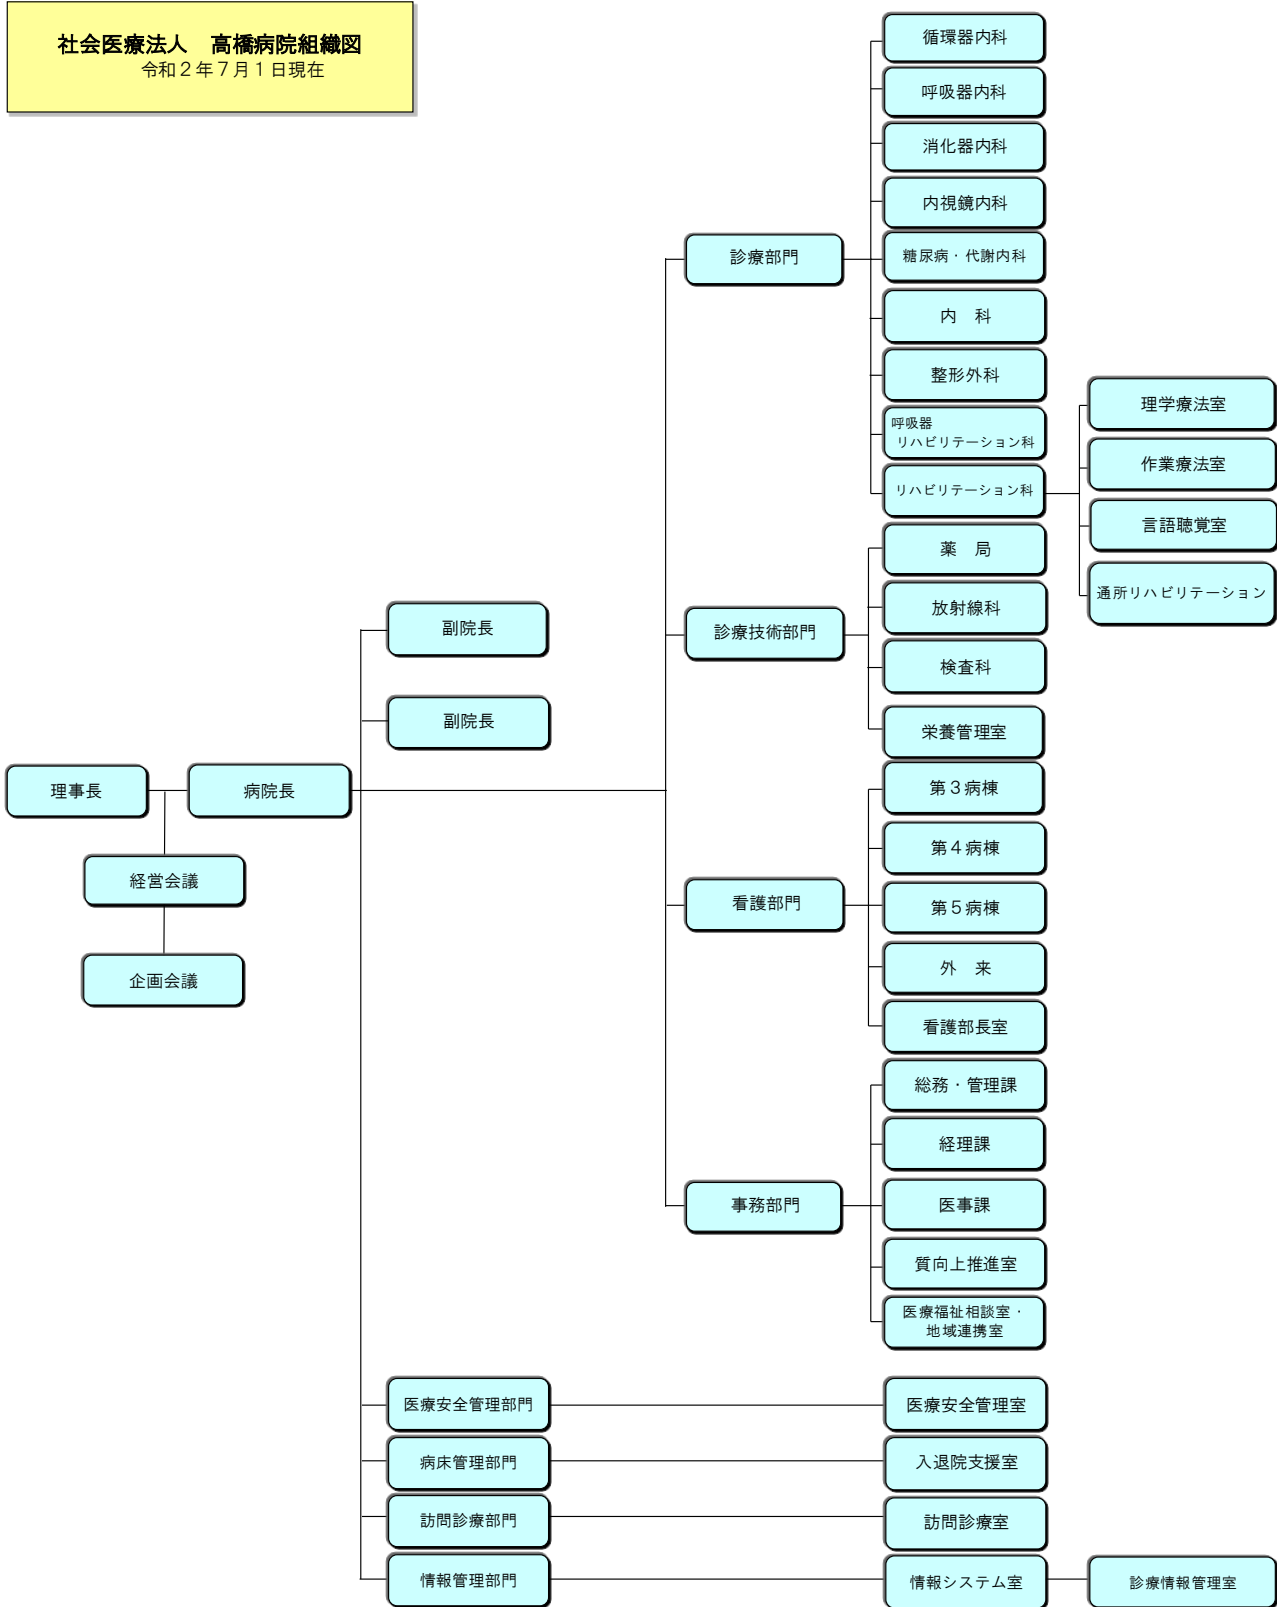 社会医療法人　高橋病院組織図
令和２年７月１日現在
循環器内科
呼吸器内科
消化器内科
内視鏡内科
診療部門
糖尿病・代謝内科
内　科
整形外科
呼吸器
リハビリテーション科
リハビリテーション科
理学療法室
作業療法室
言語聴覚室
通所リハビリテーション
薬　局
放射線科
診療技術部門
検査科
栄養管理室
副院長
副院長
理事長
病院長
経営会議
企画会議
第３病棟
第４病棟
看護部門
第５病棟
外　来
看護部長室
総務・管理課
経理課
事務部門
医事課
質向上推進室
医療福祉相談室・
地域連携室
医療安全管理部門
医療安全管理室
病床管理部門
入退院支援室
訪問診療部門
訪問診療室
情報管理部門
情報システム室
診療情報管理室